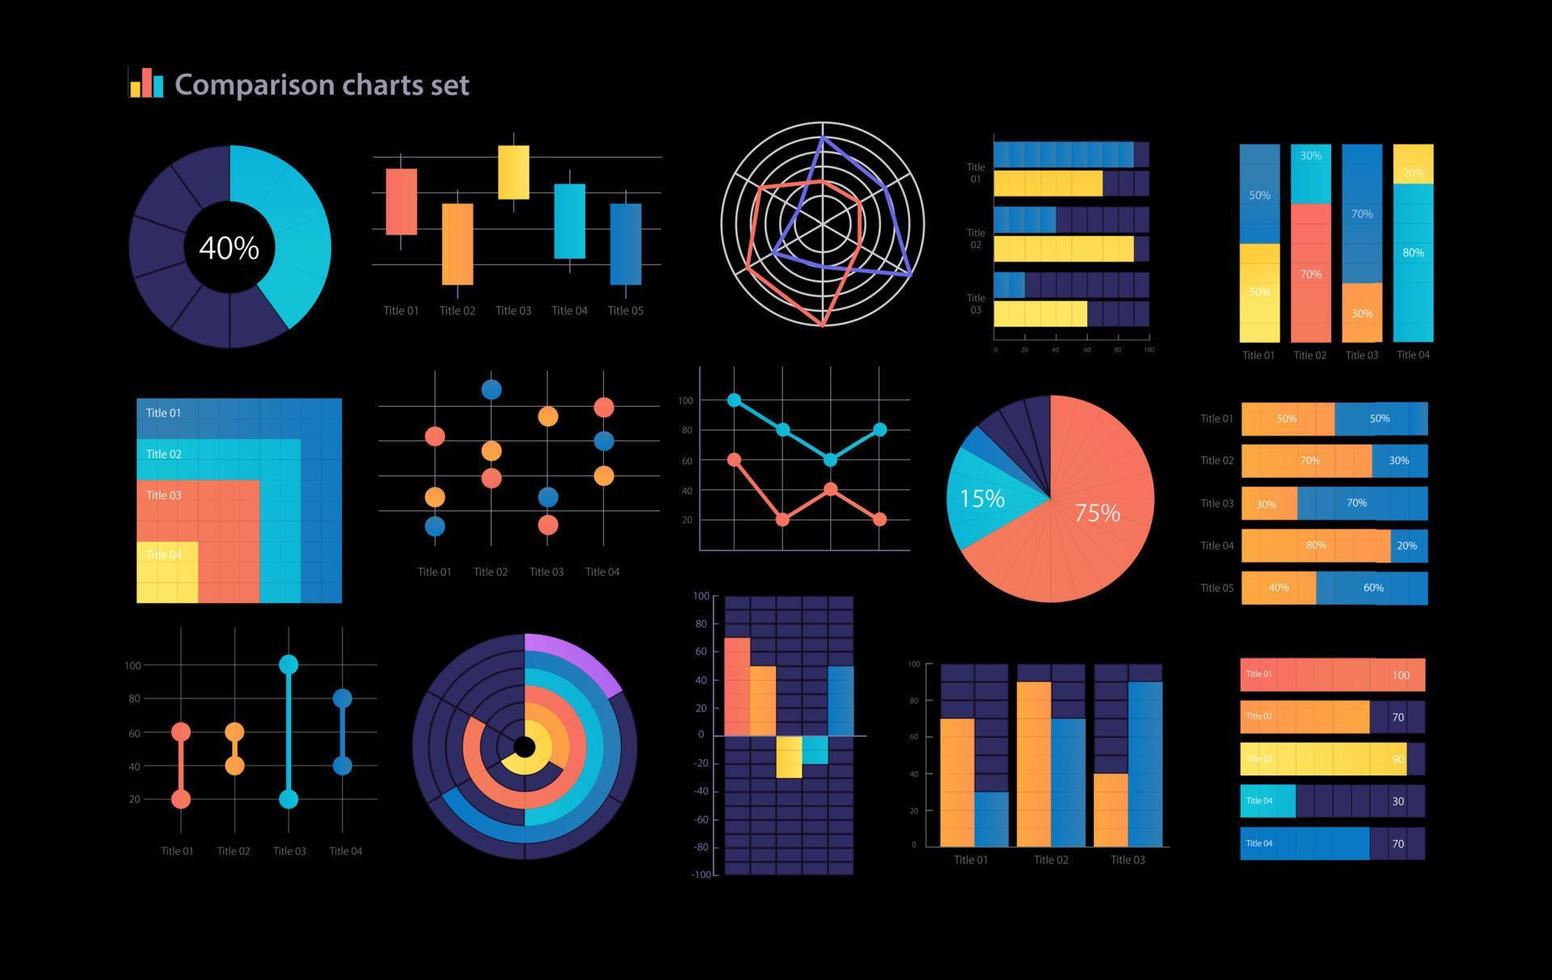 Comparison charts set
40%
Title 01 Title 02 Title 03 Title 04 Title 05
Title
01
Title
02
Title
03
0 20 40 60 80 100
50%
50%
30%
70%
70%
30%
20%
80%
Title 01 Title 02 Title 03 Title 04
Title 01
Title 02
Title 03
Title 04
Title 01 Title 02 Title 03 Title 04
100
80
60
40
20
15%
75%
Title 01 50% 50%
Title 02 70% 30%
Title 03 30% 70%
Title 04 80% 20%
Title 05 40% 60%
100
80
60
40
20
Title 01 Title 02 Title 03 Title 04
100
80
60
40
20
0
-20
-40
-60
-80
-100
100
80
60
40
20
0
Title 01 Title 02 Title 03
Title 01 100
Title 02 70
Title 03 90
Title 04 30
Title 04 70